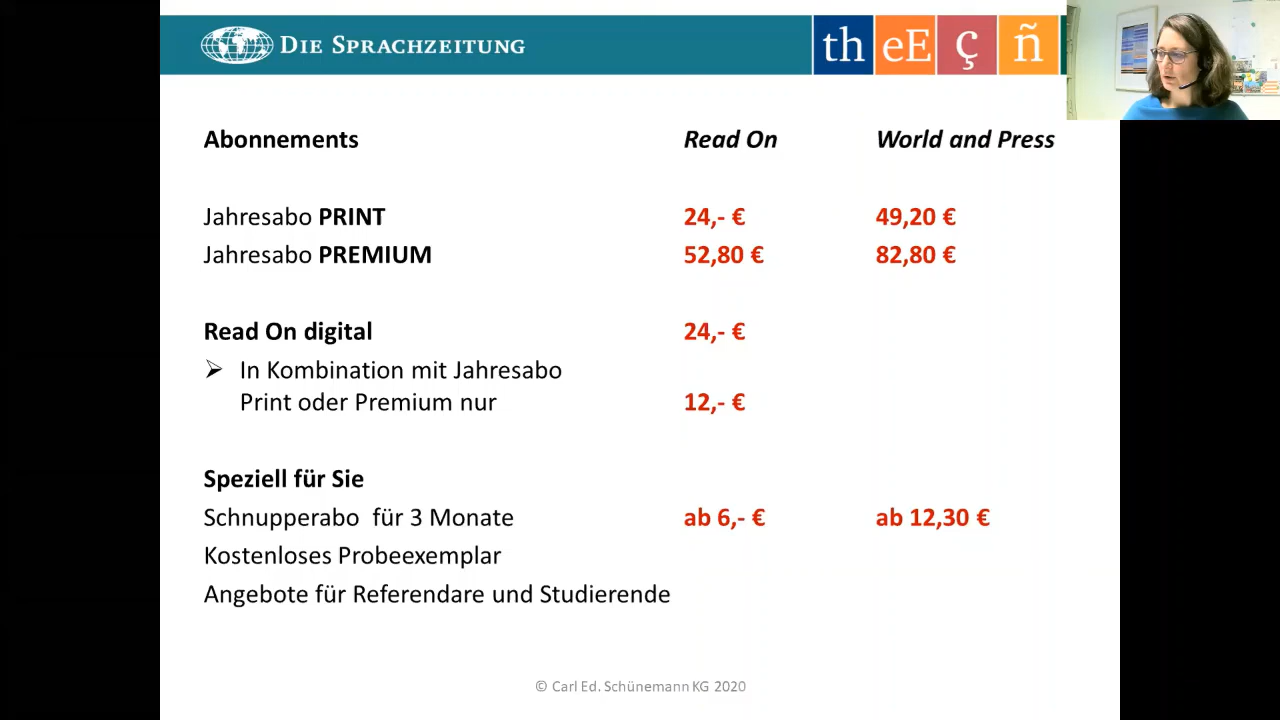 DIE SPRACHZEITUNG
th eE ç ñ
Abonnements Read On World and Press
Jahresabo PRINT 24,- € 49,20 €
Jahresabo PREMIUM 52,80 € 82,80 €
Read On digital 24,- €
➢ In Kombination mit Jahresabo
Print oder Premium nur 12,- €
Speziell für Sie
Schnupperabo für 3 Monate ab 6,- € ab 12,30 €
Kostenloses Probeexemplar
Angebote für Referendare und Studierende
© Carl Ed. Schünemann KG 2020